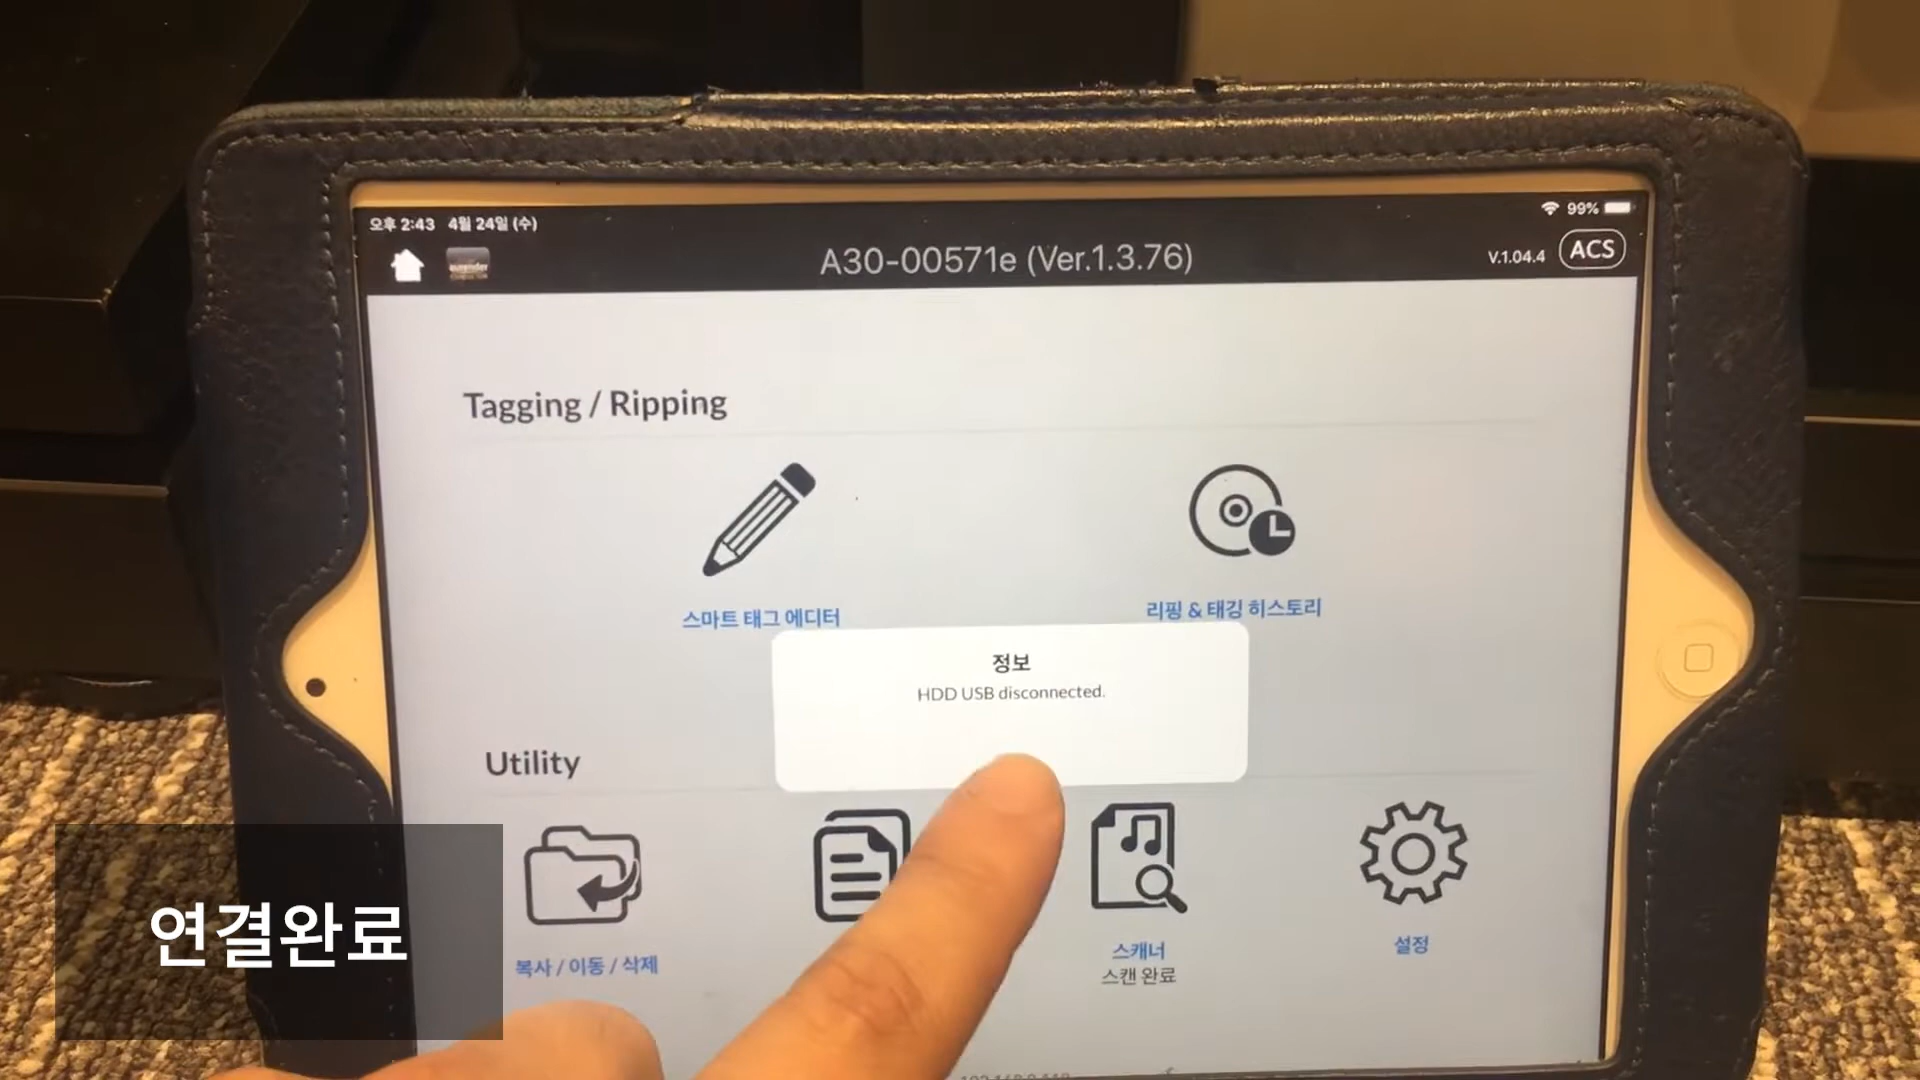 오후 2:43 4월 24일 (수)
99%
A30-00571e (Ver.1.3.76)
V.1.04.4
ACS
Tagging / Ripping
스마트 태그 에디터
리핑 & 태깅 히스토리
정보
HDD USB disconnected.
Utility
복사 / 이동 / 삭제
스캐너
스캔 완료
설정
연결완료